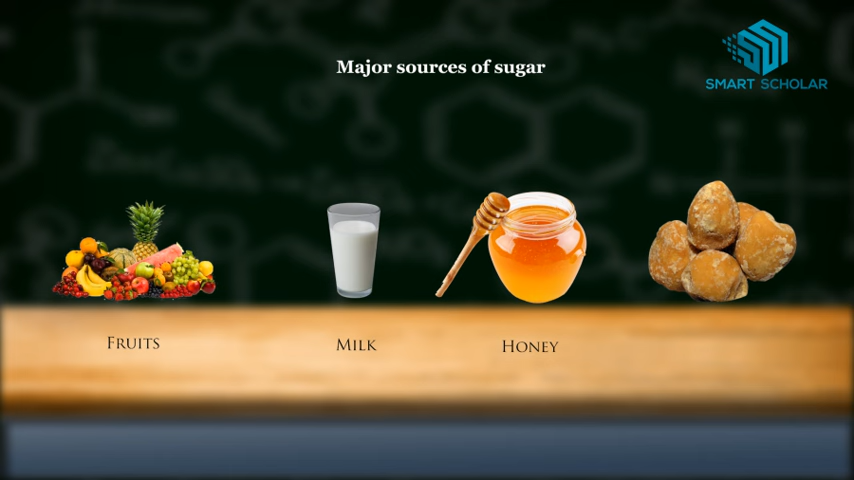 Major sources of sugar
SMART SCHOLAR
FRUITS
MILK
HONEY